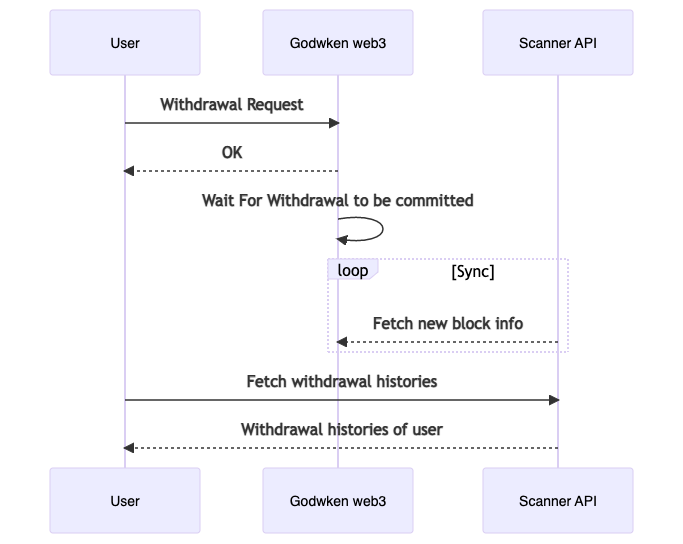 User
Godwken web3
Scanner API
Withdrawal Request
OK
Wait For Withdrawal to be committed
loop
[Sync]
Fetch new block info
Fetch withdrawal histories
Withdrawal histories of user
User
Godwken web3
Scanner API